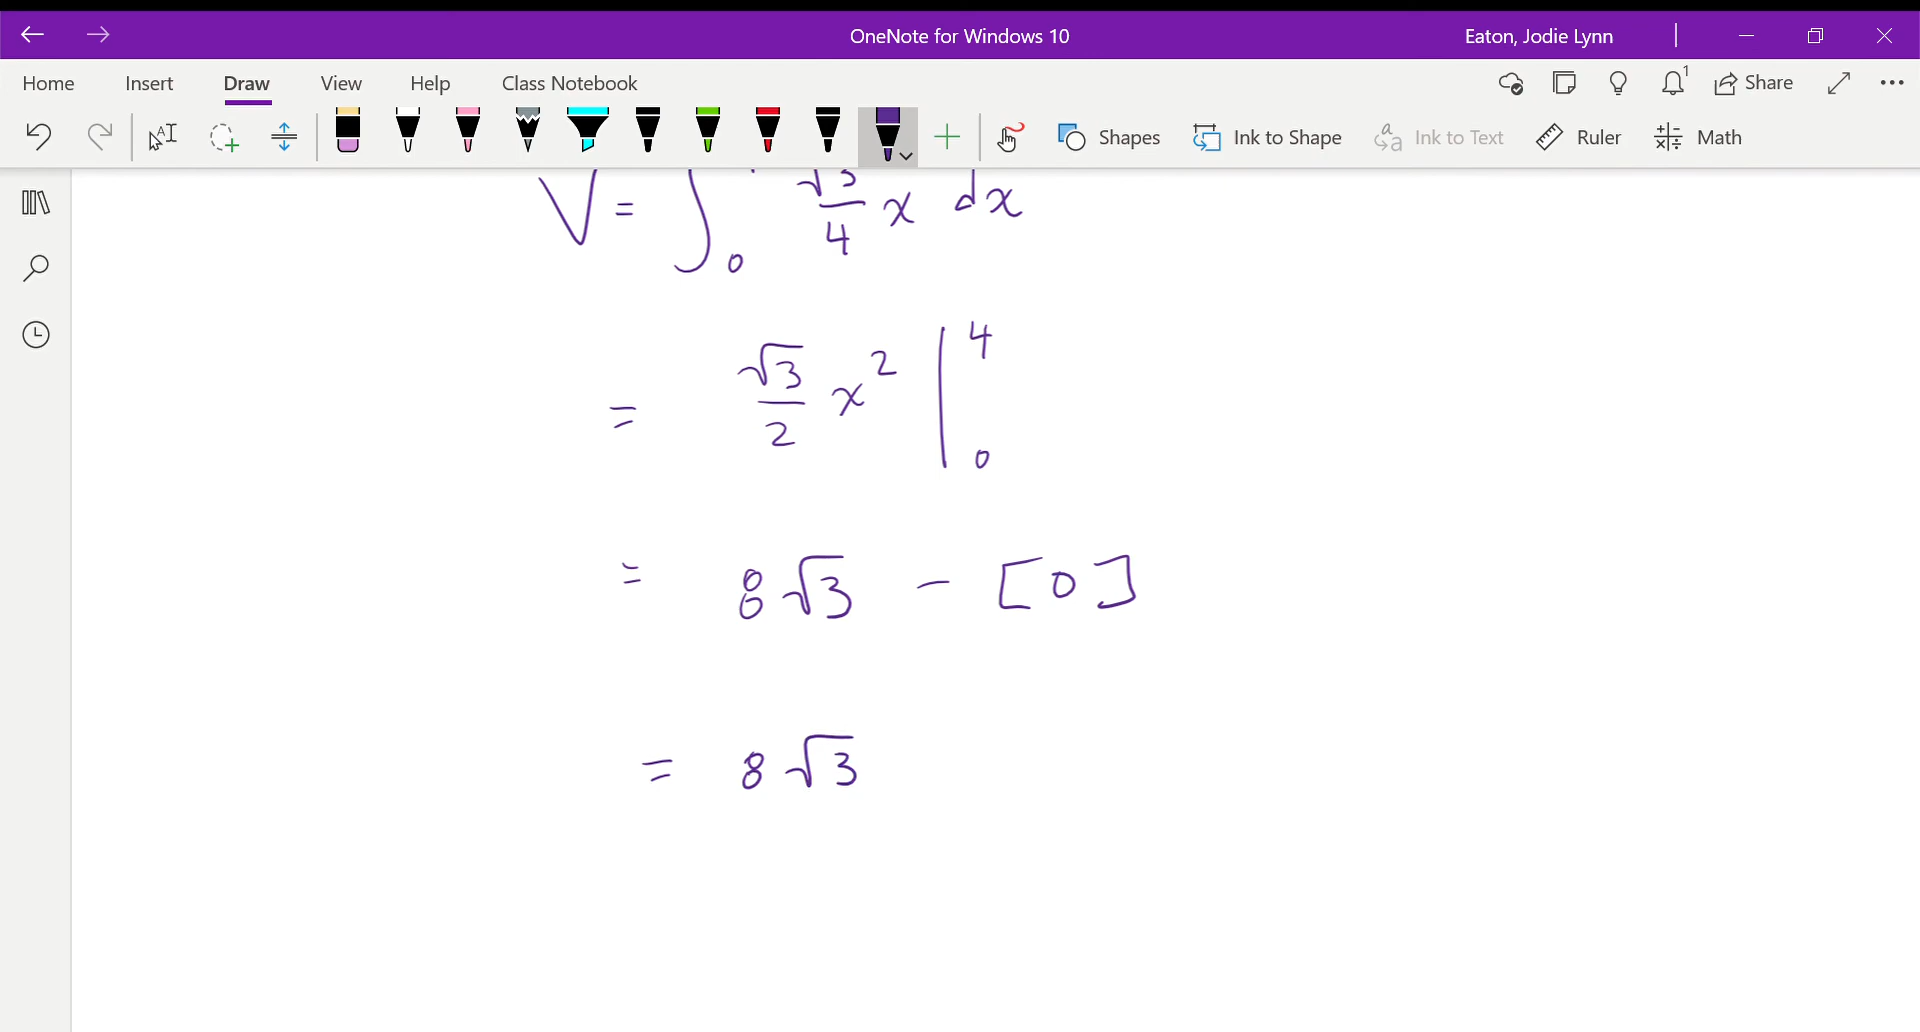 OneNote for Windows 10
Eaton, Jodie Lynn
Home Insert Draw View Help Class Notebook
1 Share
Shapes Ink to Shape Ink to Text Ruler Math
V = ∫₀ √3/4 x dx
= √3/2 x² |₀⁴
= 8√3 - [0]
= 8√3